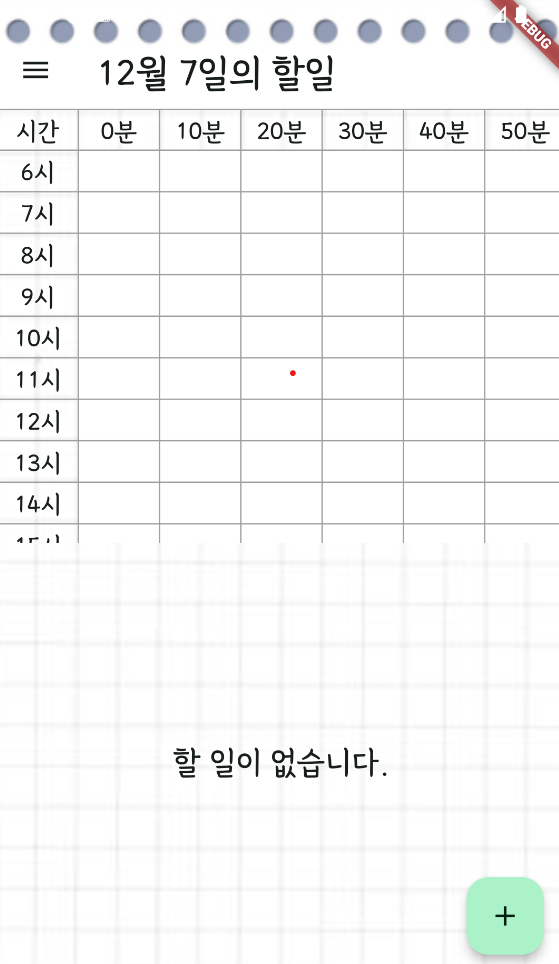 DEBUG
12월 7일의 할일
시간 0분 10분 20분 30분 40분 50분
6시
7시
8시
9시
10시
11시
12시
13시
14시
15시
할 일이 없습니다.
+